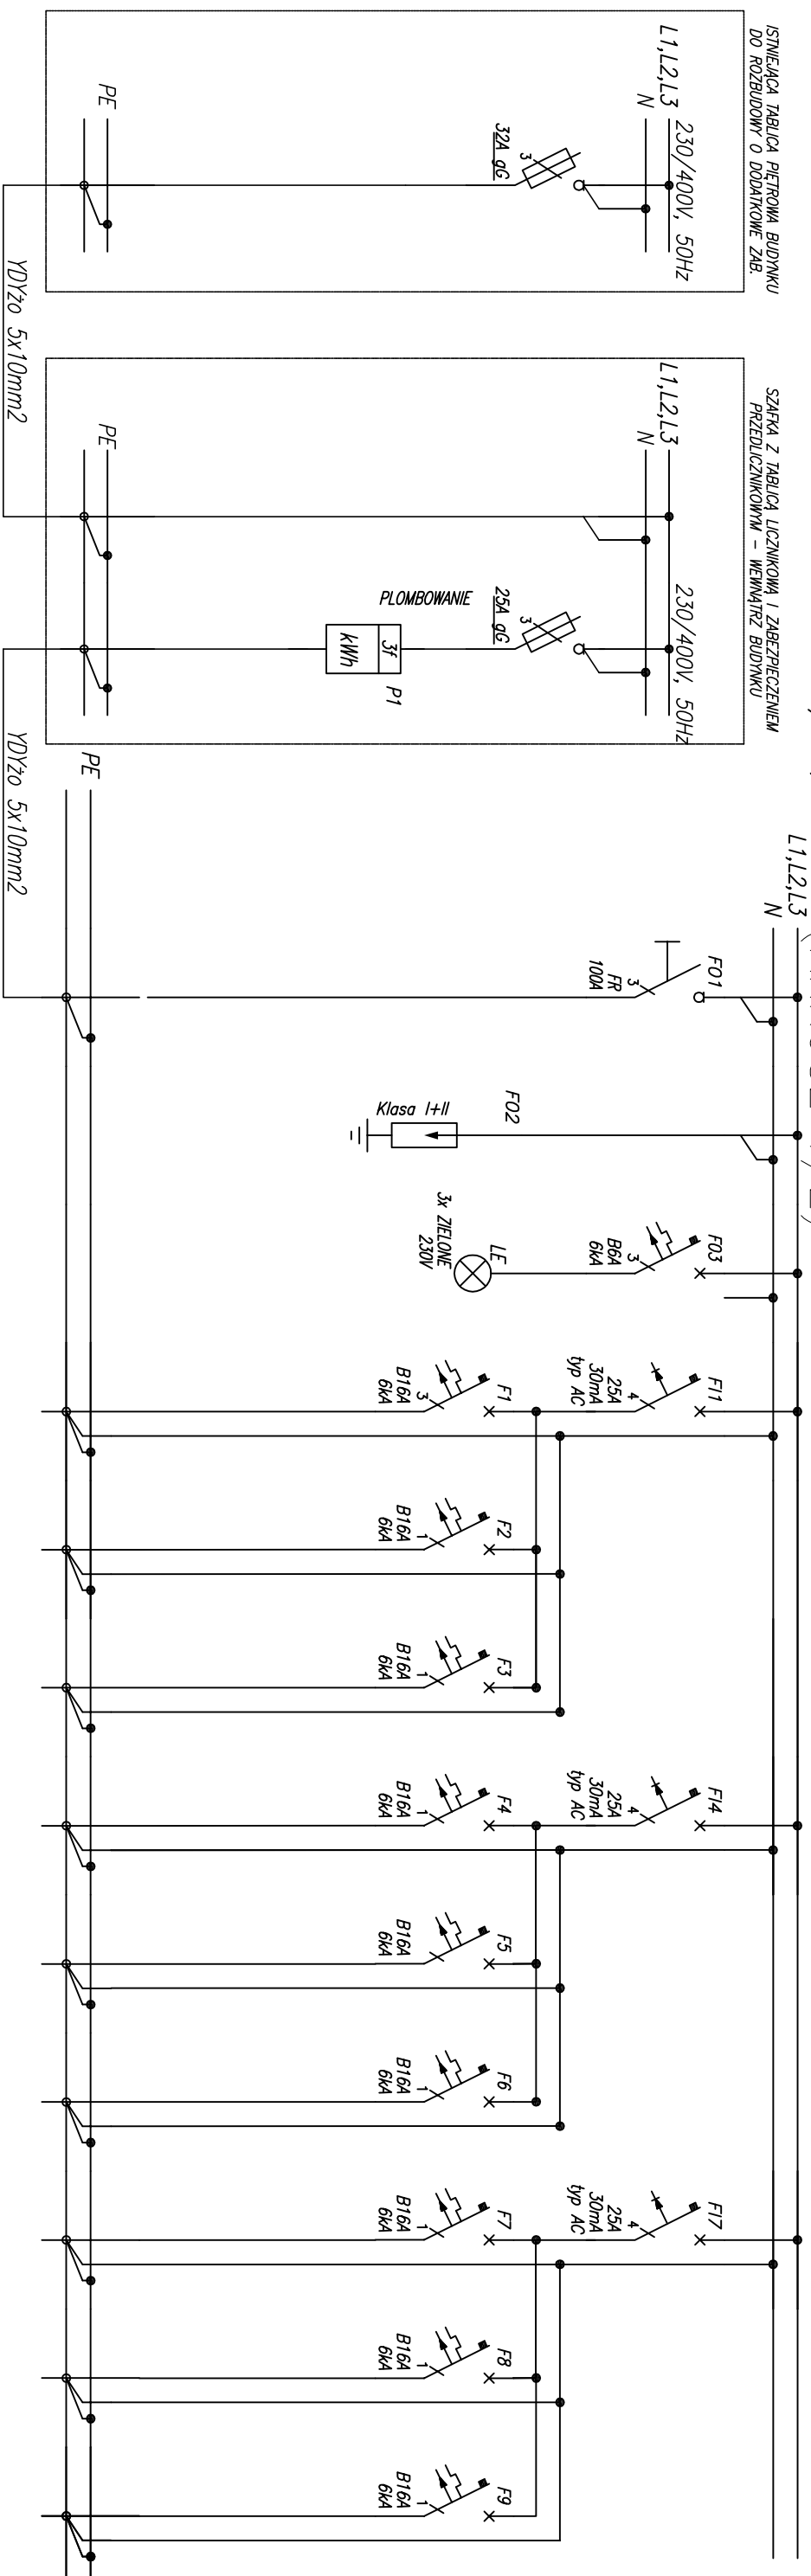 ISTNIEJĄCA TABLICA PIĘTROWA BUDYNKU
DO ROZBUDOWY O DODATKOWE ZAB.
L1,L2,L3
N
230/400V, 50Hz
32A gG
3
PE
YDYżo 5x10mm2
SZAFKA Z TABLICĄ LICZNIKOWĄ I ZABEZPIECZENIEM
PRZEDLICZNIKOWYM – WEWNĄTRZ BUDYNKU
L1,L2,L3
N
230/400V, 50Hz
25A gG
3
PLOMBOWANIE
3f
kWh
P1
PE
YDYżo 5x10mm2
L1,L2,L3
N
PE
F01
3
FR
100A
F02
Klasa I+II
F03
3
B6A
6kA
LE
3x ZIELONE
230V
FI1
4
25A
30mA
typ AC
F1
3
B16A
6kA
F2
1
B16A
6kA
F3
1
B16A
6kA
FI4
4
25A
30mA
typ AC
F4
1
B16A
6kA
F5
B16A
6kA
F6
1
B16A
6kA
FI7
4
25A
30mA
typ AC
F7
1
B16A
6kA
F8
1
B16A
6kA
F9
1
B16A
6kA